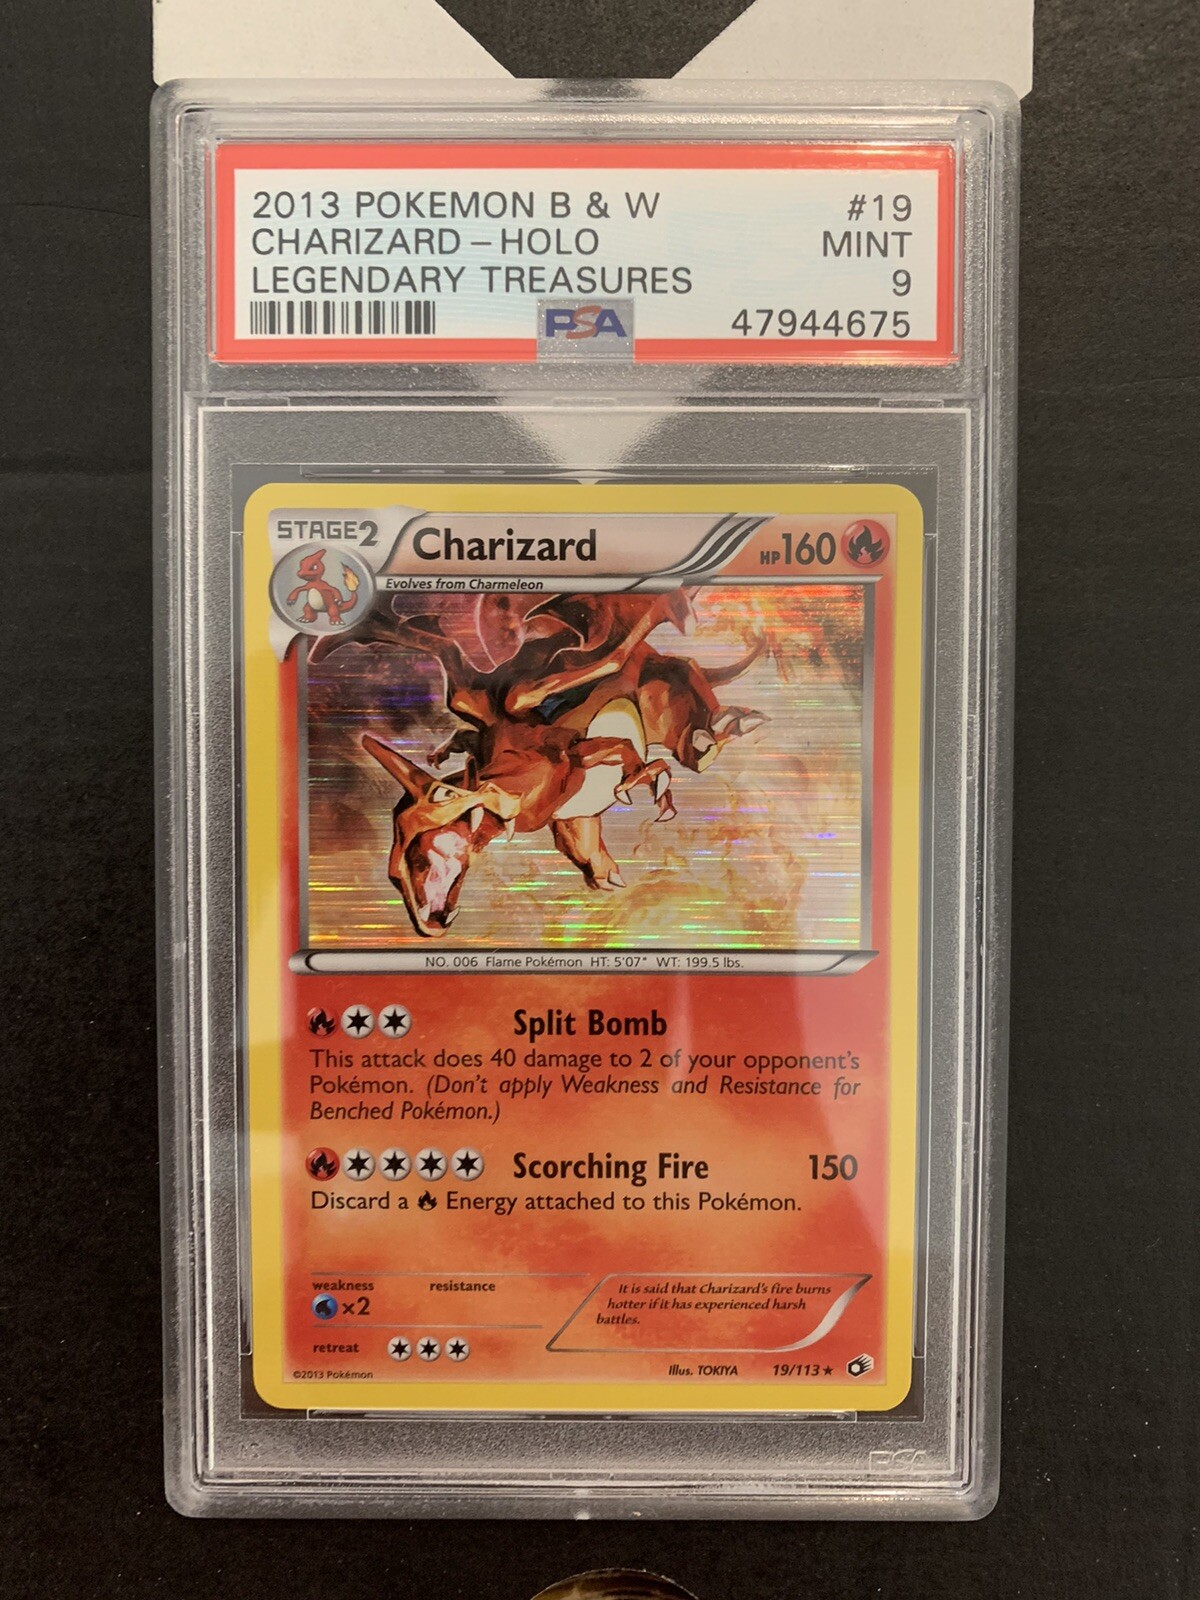 2013 POKEMON B & W #19
CHARIZARD – HOLO MINT
LEGENDARY TREASURES 9
PSA 47944675
STAGE2 Charizard HP160
Evolves from Charmeleon
NO. 006 Flame Pokémon HT: 5'07" WT: 199.5 lbs.
Split Bomb
This attack does 40 damage to 2 of your opponent's
Pokémon. (Don't apply Weakness and Resistance for
Benched Pokémon.)
Scorching Fire 150
Discard a Energy attached to this Pokémon.
weakness resistance
×2
retreat
It is said that Charizard's fire burns
hotter if it has experienced harsh
battles.
©2013 Pokémon Illus. TOKIYA 19/113 ★
PSA